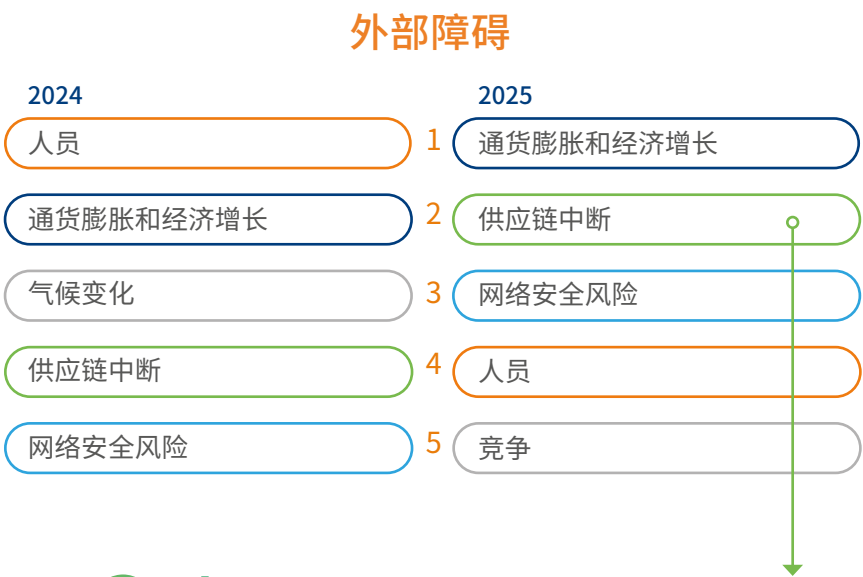 外部障碍
2024
2025
人员
1
通货膨胀和经济增长
通货膨胀和经济增长
2
供应链中断
气候变化
3
网络安全风险
供应链中断
4
人员
网络安全风险
5
竞争